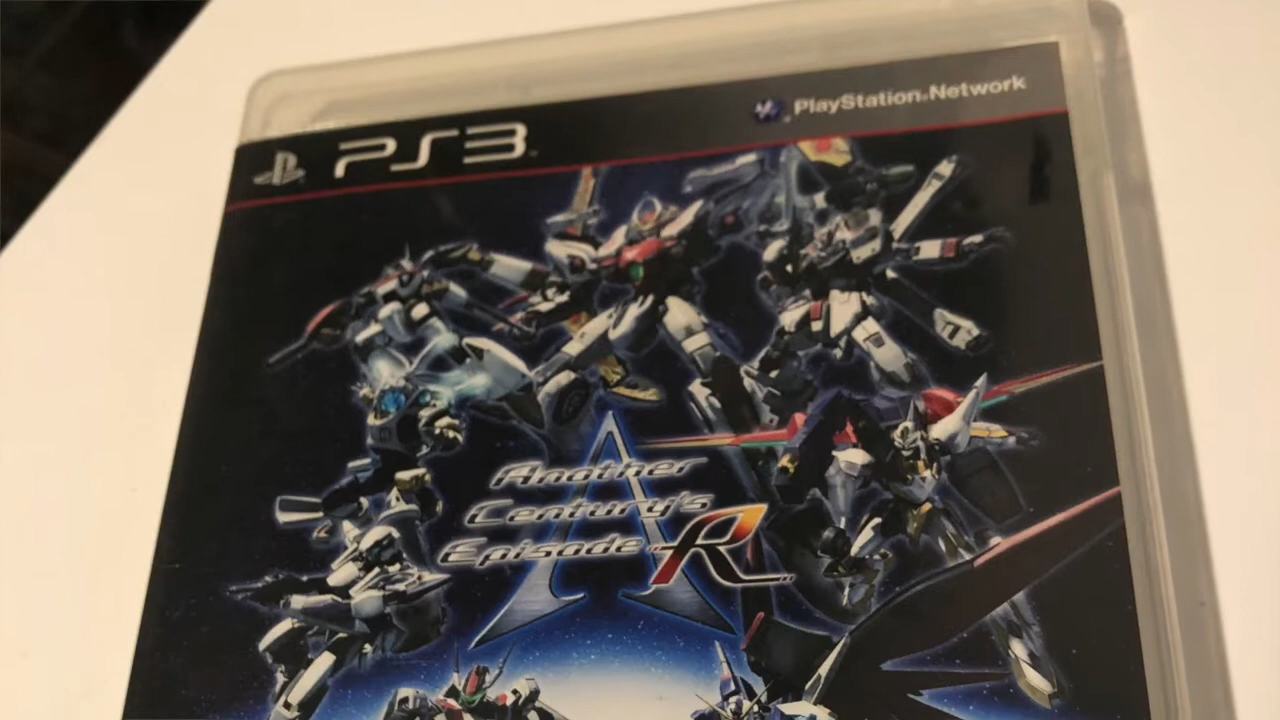 PS3
PlayStation®Network
Another
Century's
Episode "R"